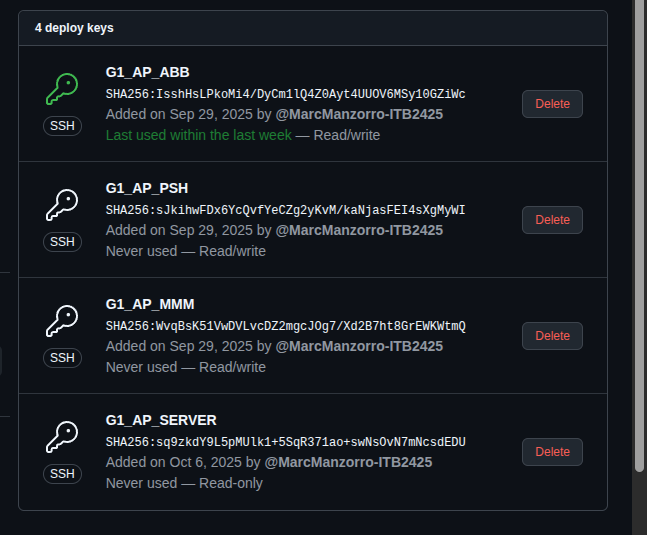 4 deploy keys
G1_AP_ABB
SHA256:IsshHsLPkoMi4/DyCm1lQ4Z0Ayt4UUOV6MSy10GZiWc
Added on Sep 29, 2025 by @MarcManzorro-ITB2425
Last used within the last week — Read/write
SSH
Delete
G1_AP_PSH
SHA256:sJkihwFDx6YcQvfYeCZg2yKvM/kaNjasFEI4sXgMyWI
Added on Sep 29, 2025 by @MarcManzorro-ITB2425
Never used — Read/write
SSH
Delete
G1_AP_MMM
SHA256:WvqBsK51VwDVLvcDZ2mgcJOg7/Xd2B7ht8GrEWKWtmQ
Added on Sep 29, 2025 by @MarcManzorro-ITB2425
Never used — Read/write
SSH
Delete
G1_AP_SERVER
SHA256:sq9zkdY9L5pMUlk1+5SqR371ao+swNsOvN7mNcsdEDU
Added on Oct 6, 2025 by @MarcManzorro-ITB2425
Never used — Read-only
SSH
Delete